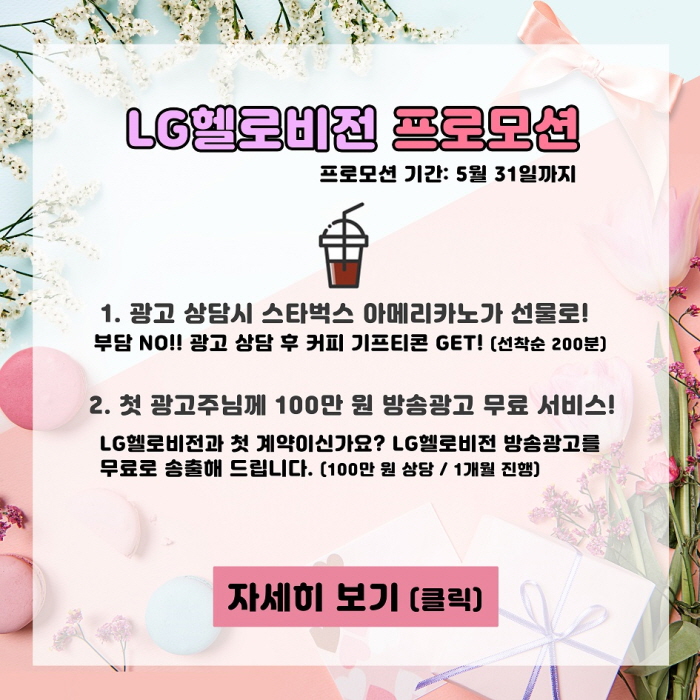 LG헬로비전 프로모션
프로모션 기간: 5월 31일까지
1. 광고 상담시 스타벅스 아메리카노가 선물로!
부담 NO!! 광고 상담 후 커피 기프티콘 GET! (선착순 200분)
2. 첫 광고주님께 100만 원 방송광고 무료 서비스!
LG헬로비전과 첫 계약이신가요? LG헬로비전 방송광고를
무료로 송출해 드립니다. (100만 원 상당 / 1개월 진행)
자세히 보기 (클릭)